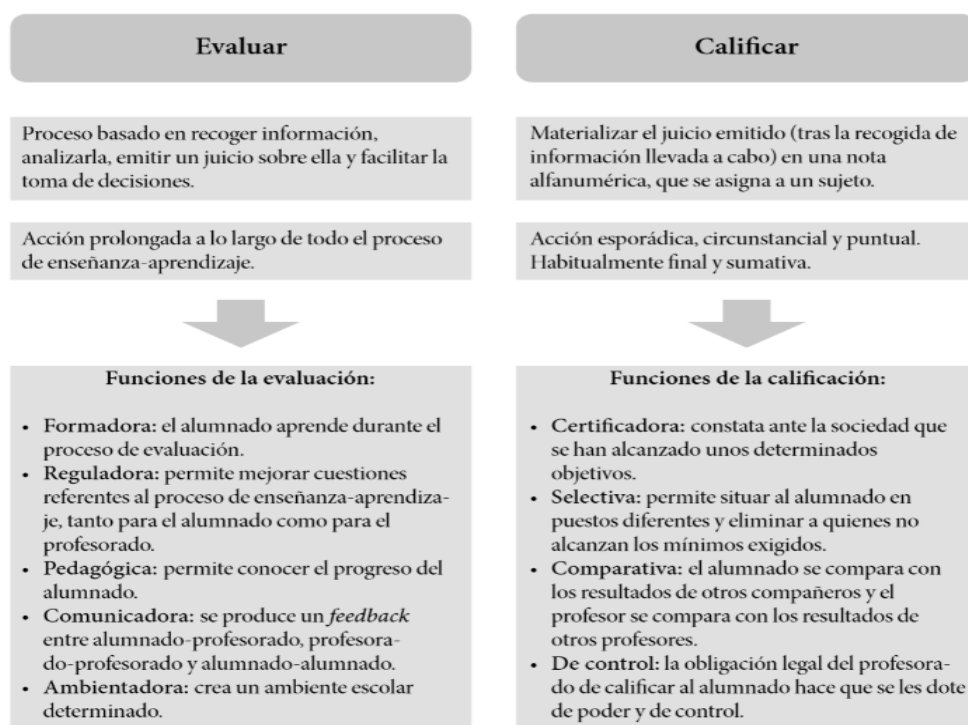 Evaluar
Proceso basado en recoger información,
analizarla, emitir un juicio sobre ella y facilitar la
toma de decisiones.
Acción prolongada a lo largo de todo el proceso
de enseñanza-aprendizaje.
Funciones de la evaluación:
• Formadora: el alumnado aprende durante el
proceso de evaluación.
• Reguladora: permite mejorar cuestiones
referentes al proceso de enseñanza-aprendiza-
je, tanto para el alumnado como para el
profesorado.
• Pedagógica: permite conocer el progreso del
alumnado.
• Comunicadora: se produce un feedback
entre alumnado-profesorado, profesora-
do-profesorado y alumnado-alumnado.
• Ambientadora: crea un ambiente escolar
determinado.
Calificar
Materializar el juicio emitido (tras la recogida de
información llevada a cabo) en una nota
alfanumérica, que se asigna a un sujeto.
Acción esporádica, circunstancial y puntual.
Habitualmente final y sumativa.
Funciones de la calificación:
• Certificadora: constata ante la sociedad que
se han alcanzado unos determinados
objetivos.
• Selectiva: permite situar al alumnado en
puestos diferentes y eliminar a quienes no
alcanzan los mínimos exigidos.
• Comparativa: el alumnado se compara con
los resultados de otros compañeros y el
profesor se compara con los resultados de
otros profesores.
• De control: la obligación legal del profesora-
do de calificar al alumnado hace que se les dote
de poder y de control.